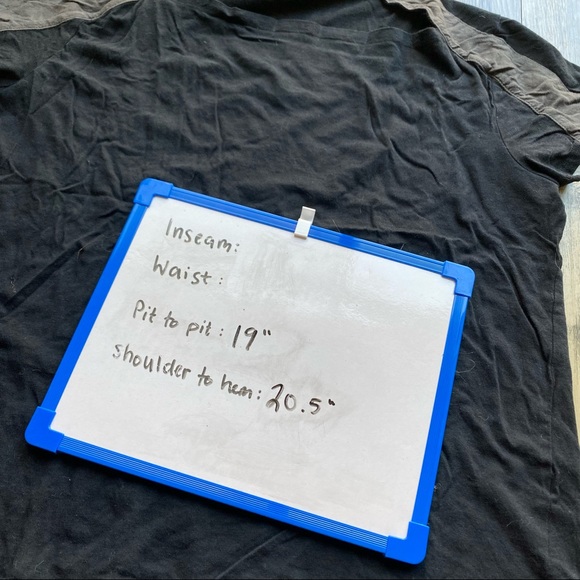 Inseam:
Waist:
Pit to pit: 19"
shoulder to hem: 20.5"